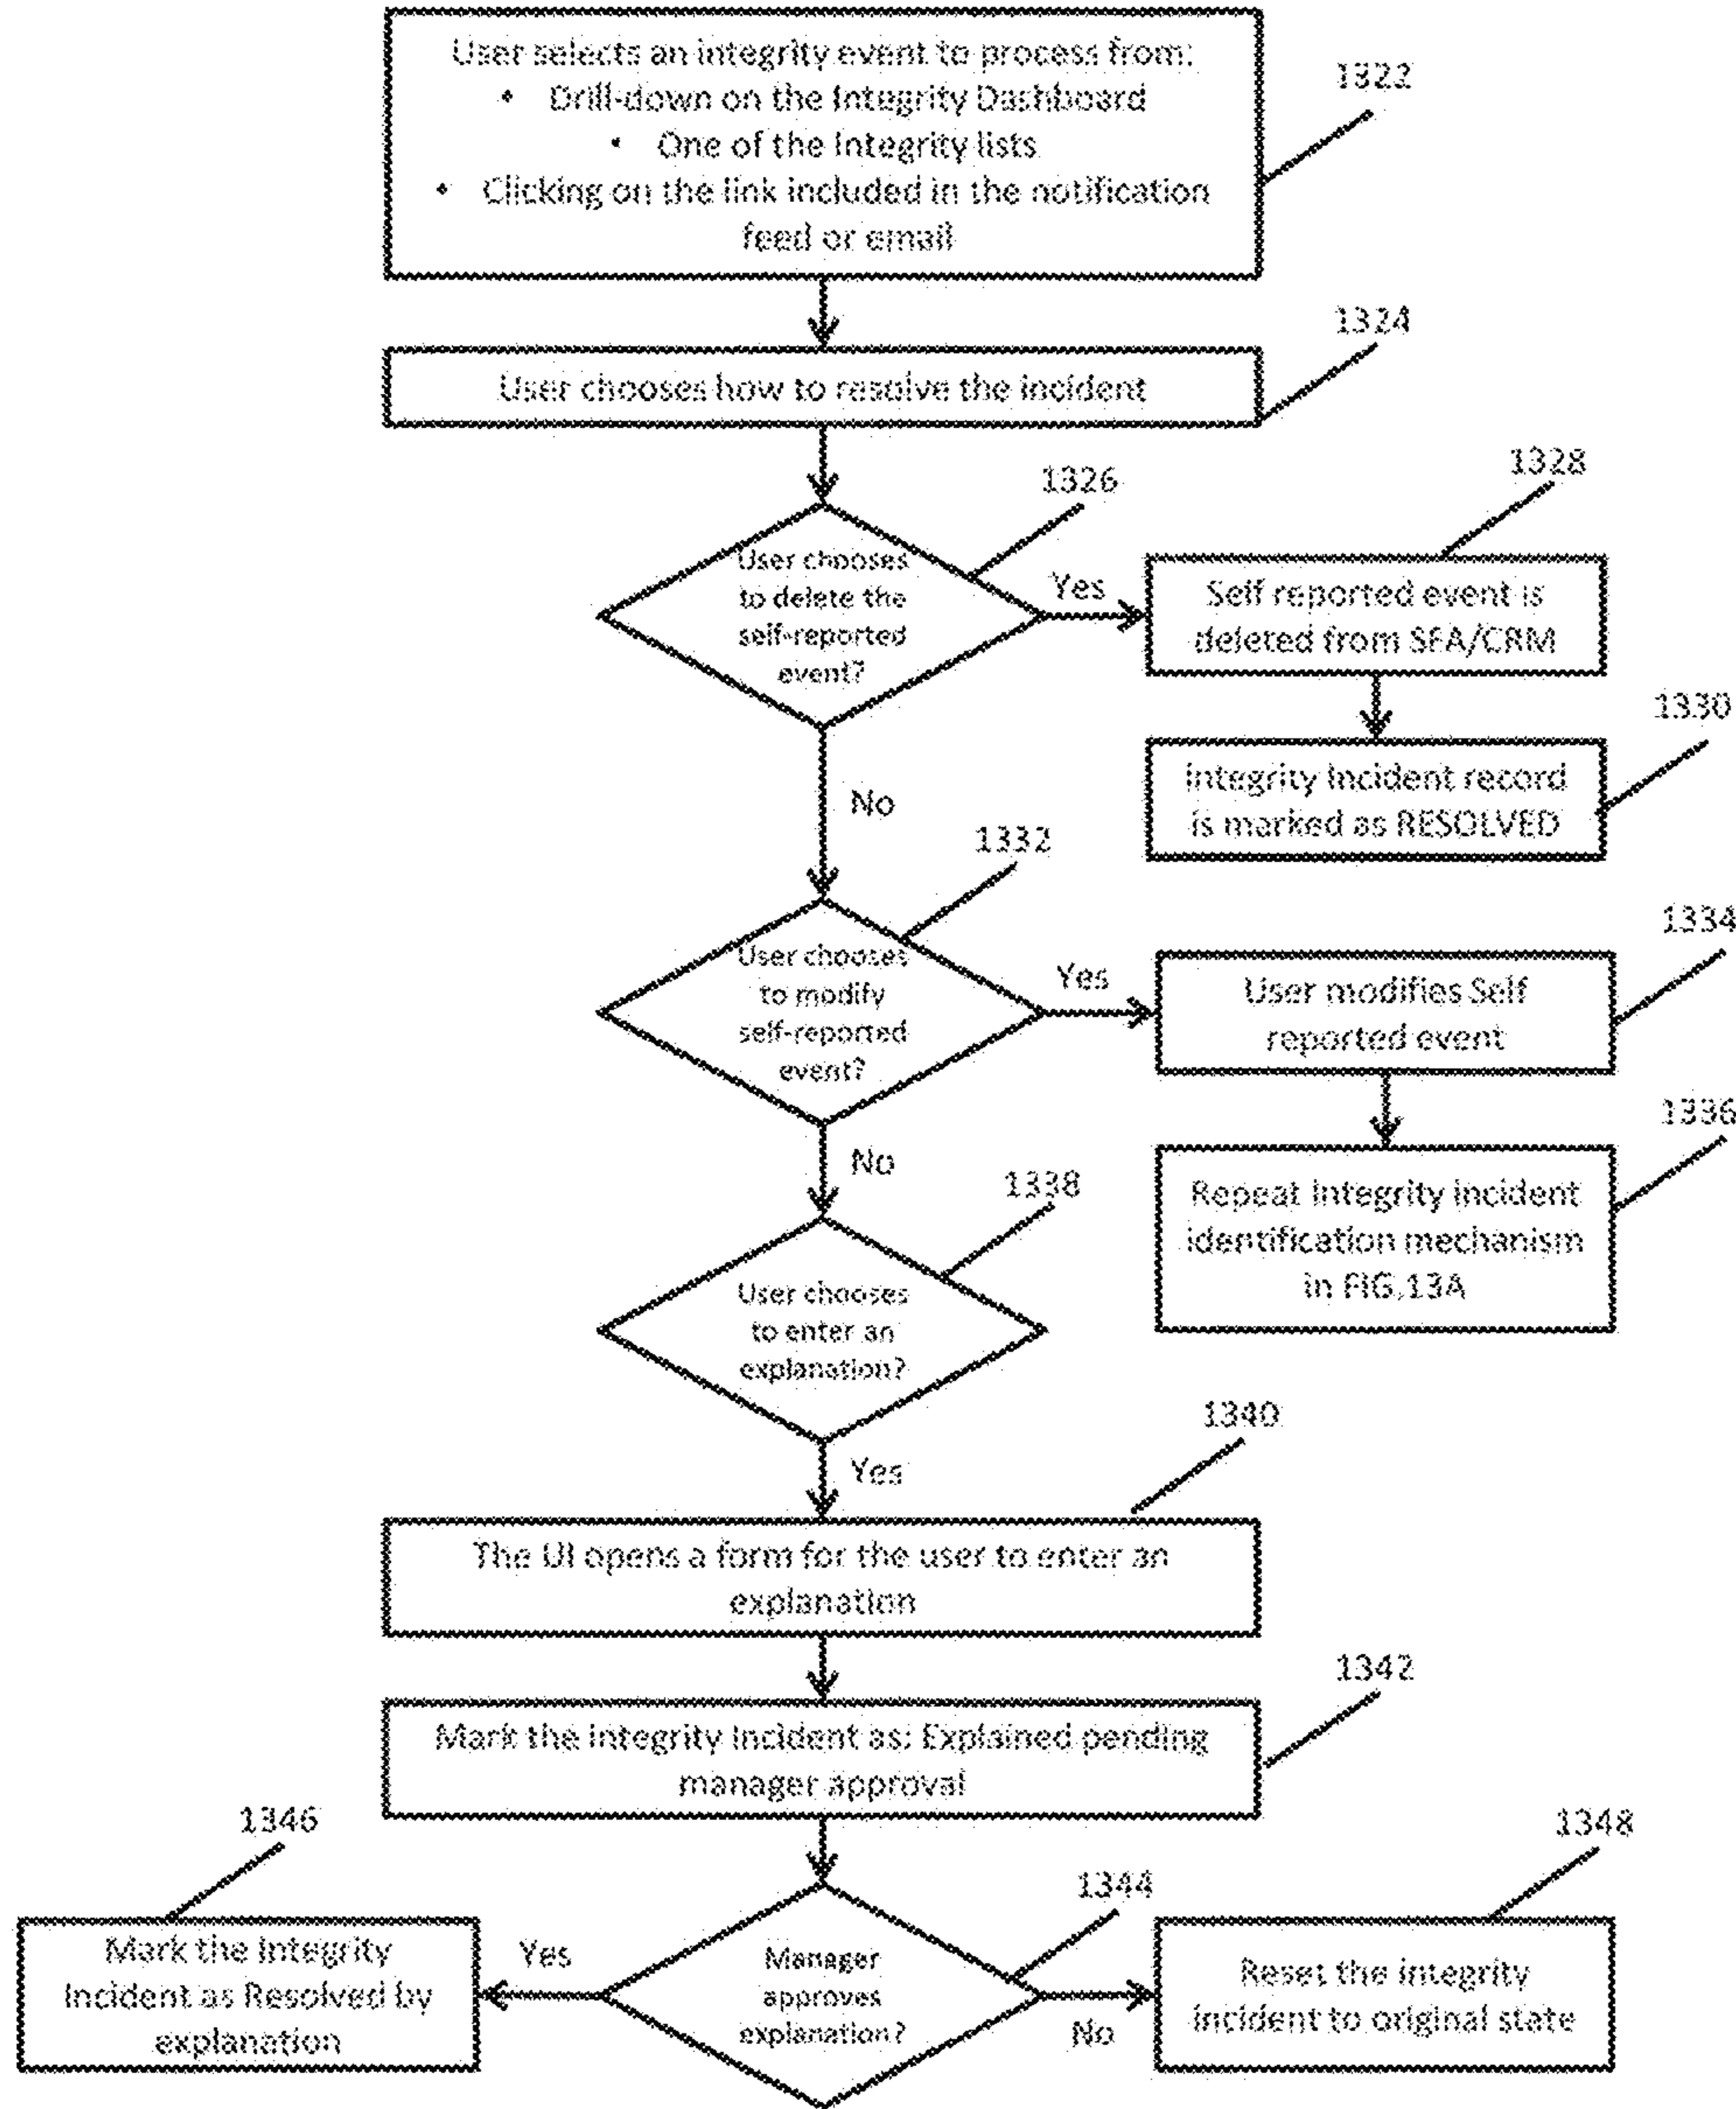 User selects an integrity event to process from:
• Drill-down on the Integrity Dashboard
• One of the Integrity lists
• Clicking on the link included in the notification
feed or email
1322
User chooses how to resolve the incident
1324
User chooses
to delete the
self-reported
event?
1326
Yes
Self reported event is
deleted from SFA/CRM
1328
Integrity Incident record
is marked as RESOLVED
1330
No
User chooses
to modify
self-reported
event?
1332
Yes
User modifies Self
reported event
1334
Repeat Integrity incident
identification mechanism
in FIG.13A
1336
No
User chooses
to enter an
explanation?
1338
Yes
The UI opens a form for the user to enter an
explanation
1340
Mark the Integrity Incident as: Explained pending
manager approval
1342
Manager
approves
explanation?
1344
Yes
Mark the Integrity
Incident as Resolved by
explanation
1346
No
Reset the integrity
incident to original state
1348